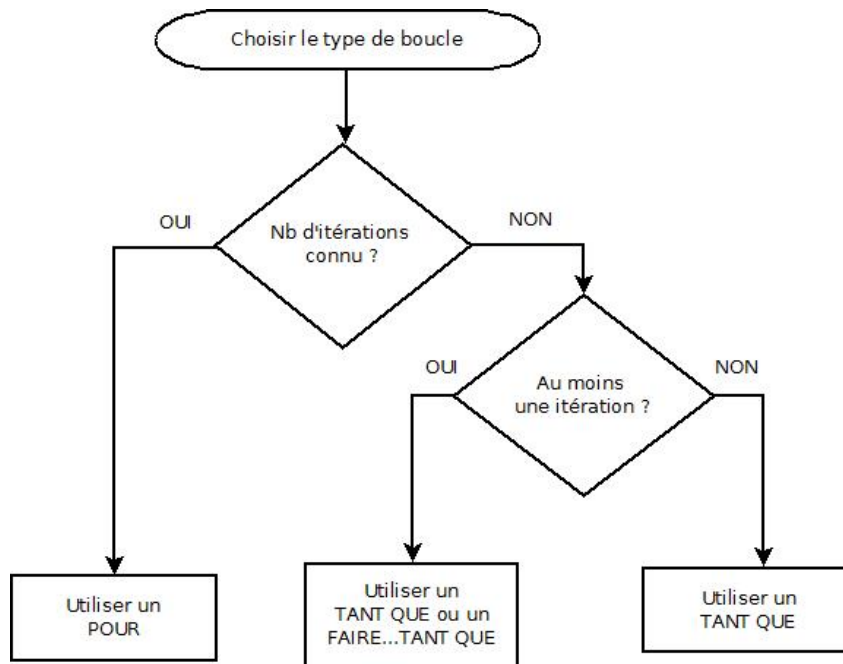 Choisir le type de boucle
OUI
NON
Nb d'itérations
connu ?
OUI
NON
Au moins
une itération ?
Utiliser un
POUR
Utiliser un
TANT QUE ou un
FAIRE...TANT QUE
Utiliser un
TANT QUE